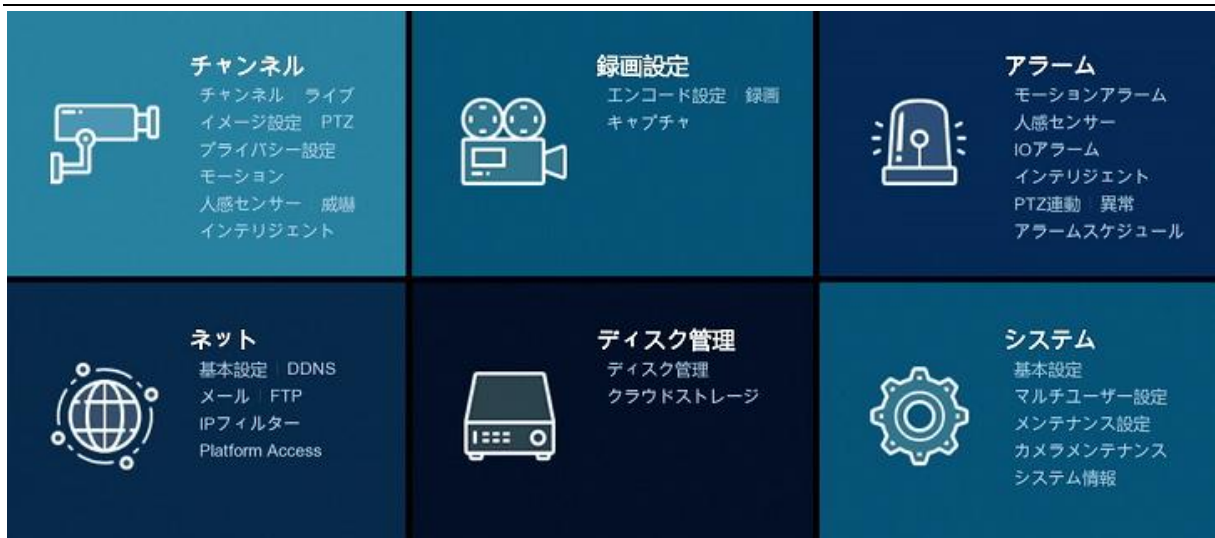 チャンネル
チャンネル ライブ
イメージ設定 PTZ
プライバシー設定
モーション
人感センサー 威嚇
インテリジェント
録画設定
エンコード設定 | 録画
キャプチャ
アラーム
モーションアラーム
人感センサー
IOアラーム
インテリジェント
PTZ連動 | 異常
アラームスケジュール
ネット
基本設定 | DDNS
メール | FTP
IPフィルター
Platform Access
ディスク管理
ディスク管理
クラウドストレージ
システム
基本設定
マルチユーザー設定
メンテナンス設定
カメラメンテナンス
システム情報